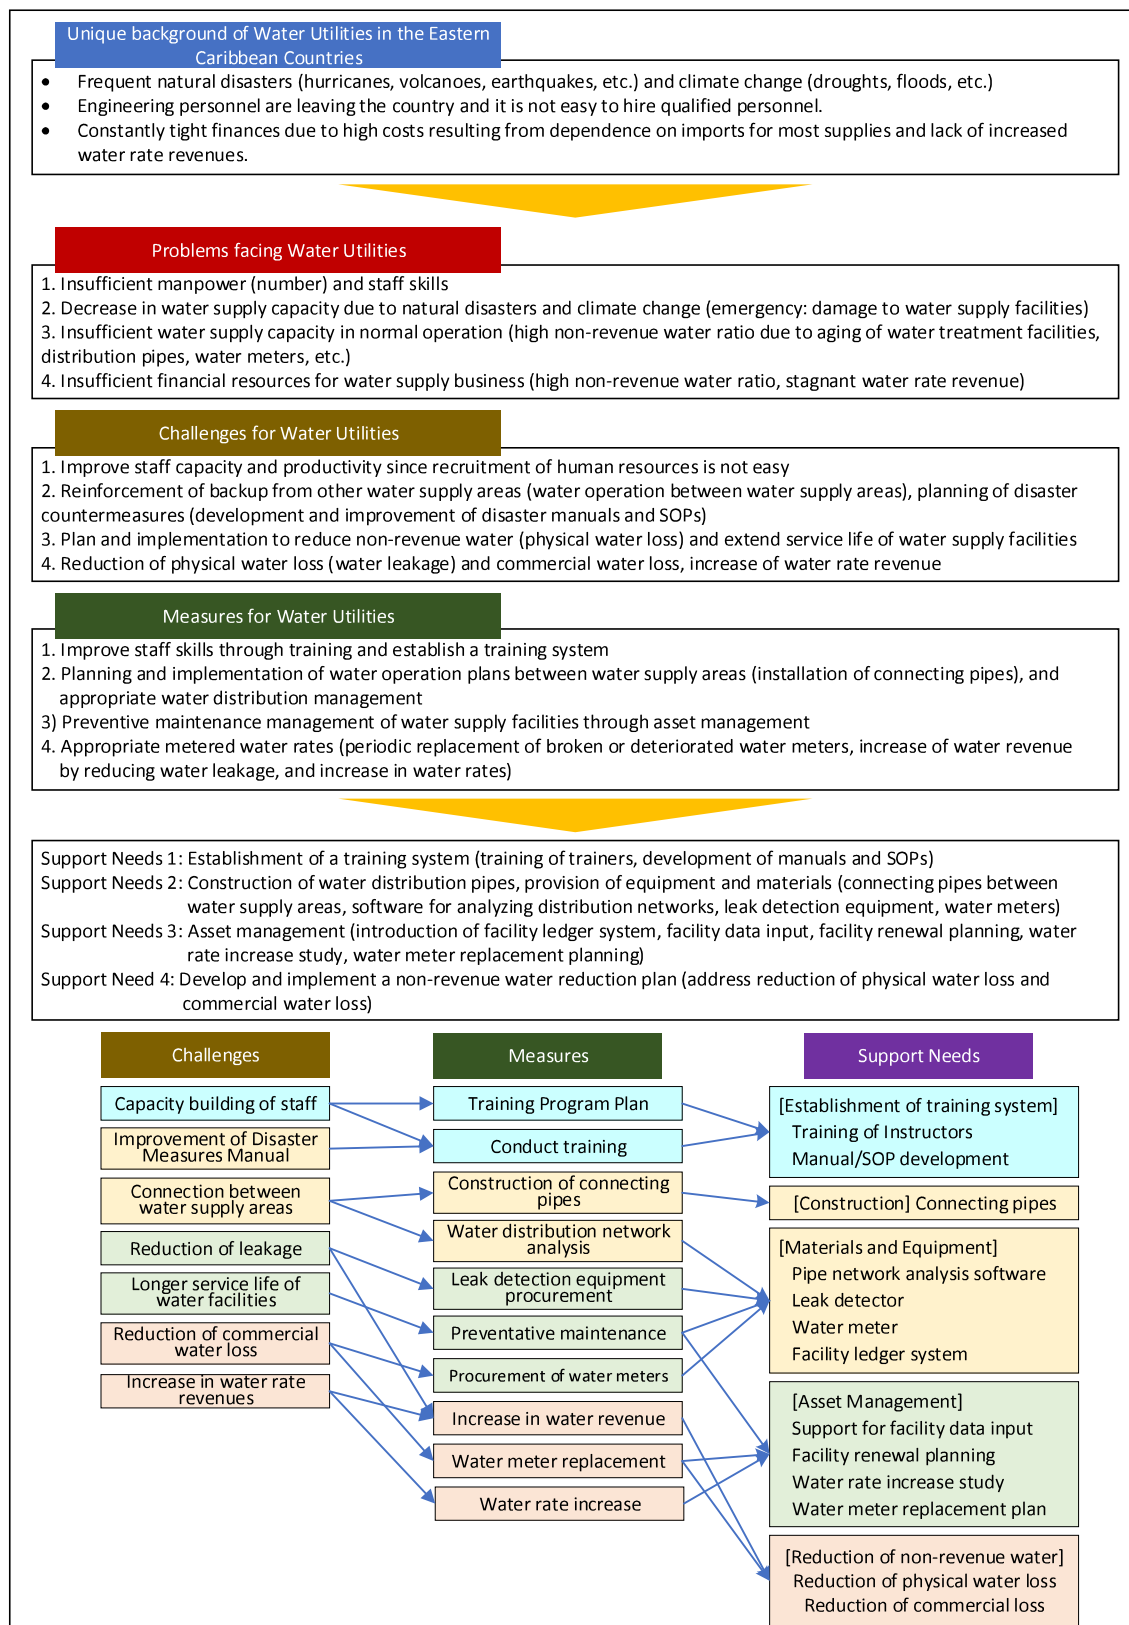 Unique background of Water Utilities in the Eastern
Caribbean Countries
• Frequent natural disasters (hurricanes, volcanoes, earthquakes, etc.) and climate change (droughts, floods, etc.)
• Engineering personnel are leaving the country and it is not easy to hire qualified personnel.
• Constantly tight finances due to high costs resulting from dependence on imports for most supplies and lack of increased
water rate revenues.
Problems facing Water Utilities
1. Insufficient manpower (number) and staff skills
2. Decrease in water supply capacity due to natural disasters and climate change (emergency: damage to water supply facilities)
3. Insufficient water supply capacity in normal operation (high non-revenue water ratio due to aging of water treatment facilities,
distribution pipes, water meters, etc.)
4. Insufficient financial resources for water supply business (high non-revenue water ratio, stagnant water rate revenue)
Challenges for Water Utilities
1. Improve staff capacity and productivity since recruitment of human resources is not easy
2. Reinforcement of backup from other water supply areas (water operation between water supply areas), planning of disaster
countermeasures (development and improvement of disaster manuals and SOPs)
3. Plan and implementation to reduce non-revenue water (physical water loss) and extend service life of water supply facilities
4. Reduction of physical water loss (water leakage) and commercial water loss, increase of water rate revenue
Measures for Water Utilities
1. Improve staff skills through training and establish a training system
2. Planning and implementation of water operation plans between water supply areas (installation of connecting pipes), and
appropriate water distribution management
3) Preventive maintenance management of water supply facilities through asset management
4. Appropriate metered water rates (periodic replacement of broken or deteriorated water meters, increase of water revenue
by reducing water leakage, and increase in water rates)
Support Needs 1: Establishment of a training system (training of trainers, development of manuals and SOPs)
Support Needs 2: Construction of water distribution pipes, provision of equipment and materials (connecting pipes between
water supply areas, software for analyzing distribution networks, leak detection equipment, water meters)
Support Needs 3: Asset management (introduction of facility ledger system, facility data input, facility renewal planning, water
rate increase study, water meter replacement planning)
Support Need 4: Develop and implement a non-revenue water reduction plan (address reduction of physical water loss and
commercial water loss)
Challenges
Capacity building of staff
Improvement of Disaster
Measures Manual
Connection between
water supply areas
Reduction of leakage
Longer service life of
water facilities
Reduction of commercial
water loss
Increase in water rate
revenues
Measures
Training Program Plan
Conduct training
Construction of connecting
pipes
Water distribution network
analysis
Leak detection equipment
procurement
Preventative maintenance
Procurement of water meters
Increase in water revenue
Water meter replacement
Water rate increase
Support Needs
[Establishment of training system]
Training of Instructors
Manual/SOP development
[Construction] Connecting pipes
[Materials and Equipment]
Pipe network analysis software
Leak detector
Water meter
Facility ledger system
[Asset Management]
Support for facility data input
Facility renewal planning
Water rate increase study
Water meter replacement plan
[Reduction of non-revenue water]
Reduction of physical water loss
Reduction of commercial loss